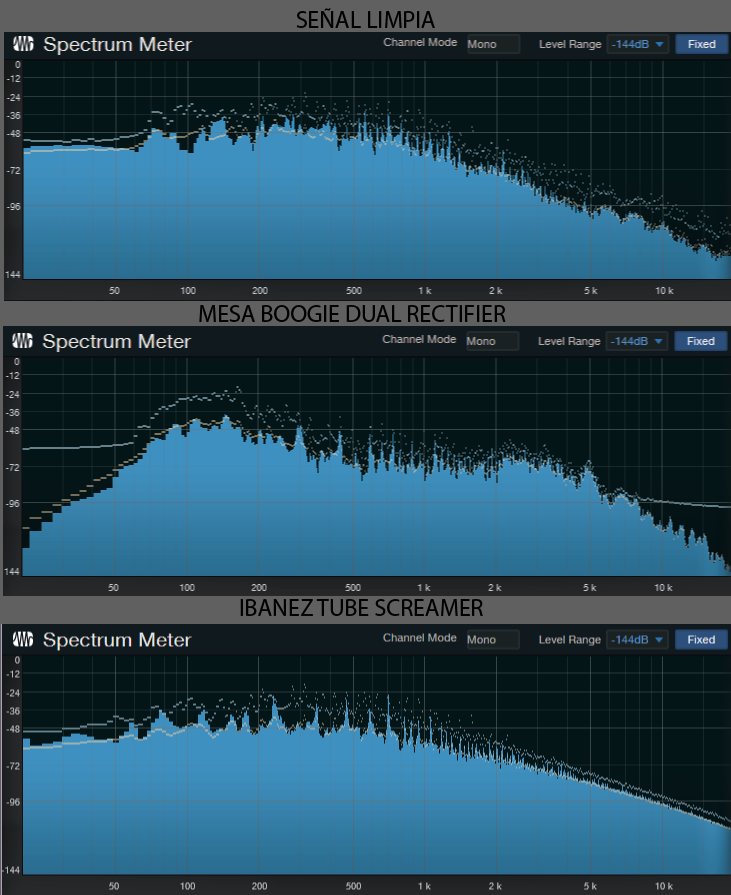 SEÑAL LIMPIA
Spectrum Meter Channel Mode Mono Level Range -144dB Fixed
0
-12
-24
-36
-48
-72
-96
144
50 100 200 500 1 k 2 k 5 k 10 k
MESA BOOGIE DUAL RECTIFIER
Spectrum Meter Channel Mode Mono Level Range -144dB Fixed
0
-12
-24
-36
-48
-72
-96
144
50 100 200 500 1 k 2 k 5 k 10 k
IBANEZ TUBE SCREAMER
Spectrum Meter Channel Mode Mono Level Range -144dB Fixed
0
-12
-24
-36
-48
-72
-96
-144
50 100 200 500 1 k 2 k 5 k 10 k